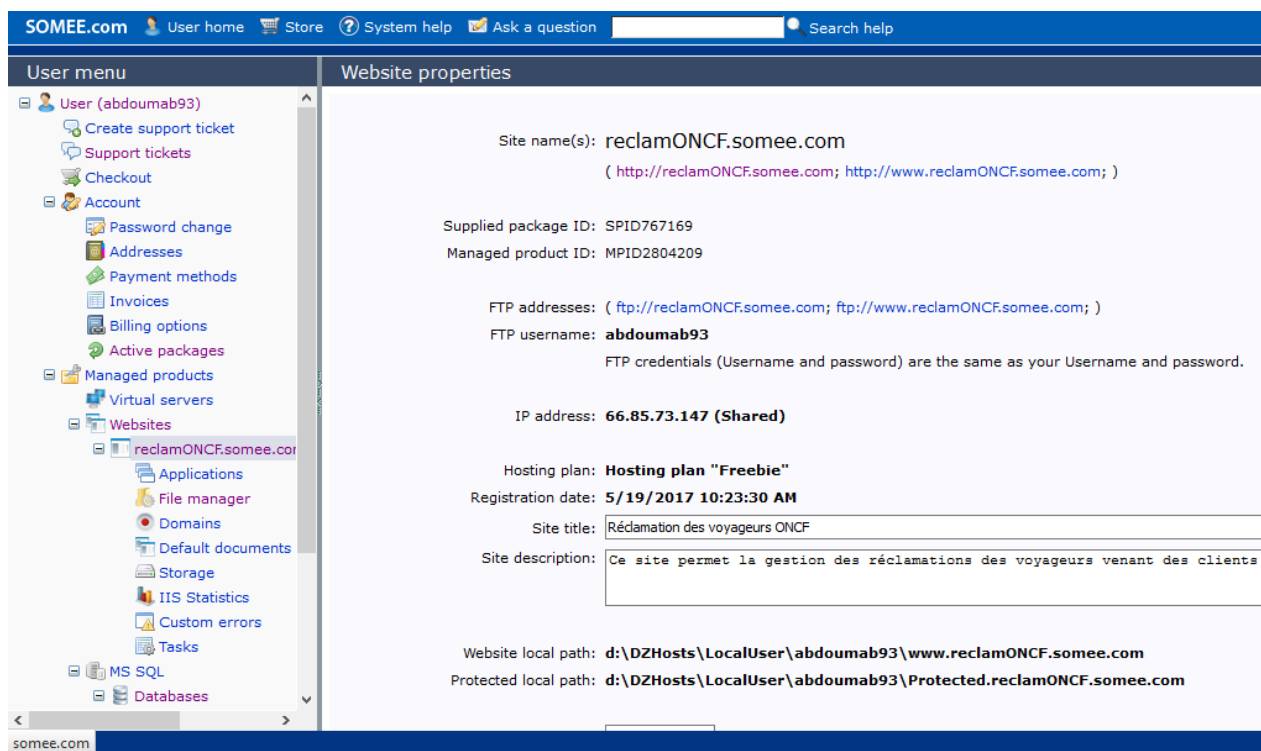 SOMEE.com User home Store System help Ask a question Search help
User menu
User (abdoumab93)
Create support ticket
Support tickets
Checkout
Account
Password change
Addresses
Payment methods
Invoices
Billing options
Active packages
Managed products
Virtual servers
Websites
reclamONCF.somee.cor
Applications
File manager
Domains
Default documents
Storage
IIS Statistics
Custom errors
Tasks
MS SQL
Databases
somee.com
Website properties
Site name(s): reclamONCF.somee.com
( http://reclamONCF.somee.com; http://www.reclamONCF.somee.com; )
Supplied package ID: SPID767169
Managed product ID: MPID2804209
FTP addresses: ( ftp://reclamONCF.somee.com; ftp://www.reclamONCF.somee.com; )
FTP username: abdoumab93
FTP credentials (Username and password) are the same as your Username and password.
IP address: 66.85.73.147 (Shared)
Hosting plan: Hosting plan "Freebie"
Registration date: 5/19/2017 10:23:30 AM
Site title: Réclamation des voyageurs ONCF
Site description: Ce site permet la gestion des réclamations des voyageurs venant des clients
Website local path: d:\DZHosts\LocalUser\abdoumab93\www.reclamONCF.somee.com
Protected local path: d:\DZHosts\LocalUser\abdoumab93\Protected.reclamONCF.somee.com